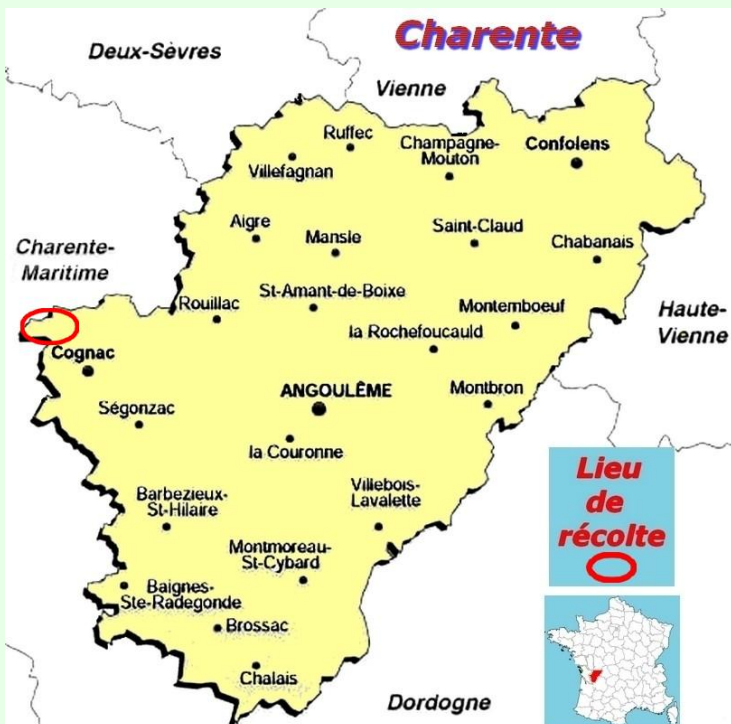 Charente
Deux-Sèvres
Vienne
Ruffec
Villefagnan
Champagne-
Mouton
Confolens
Aigre
Mansle
Saint-Claud
Chabanais
Charente-
Maritime
Rouillac
St-Amant-de-Boixe
Montemboeuf
Haute-
Vienne
la Rochefoucauld
Cognac
ANGOULÊME
Montbron
Ségonzac
la Couronne
Lieu
de
récolte
Barbezieux-
St-Hilaire
Villebois-
Lavalette
Montmoreau-
St-Cybard
Baignes-
Ste-Radegonde
Brossac
Chalais
Dordogne